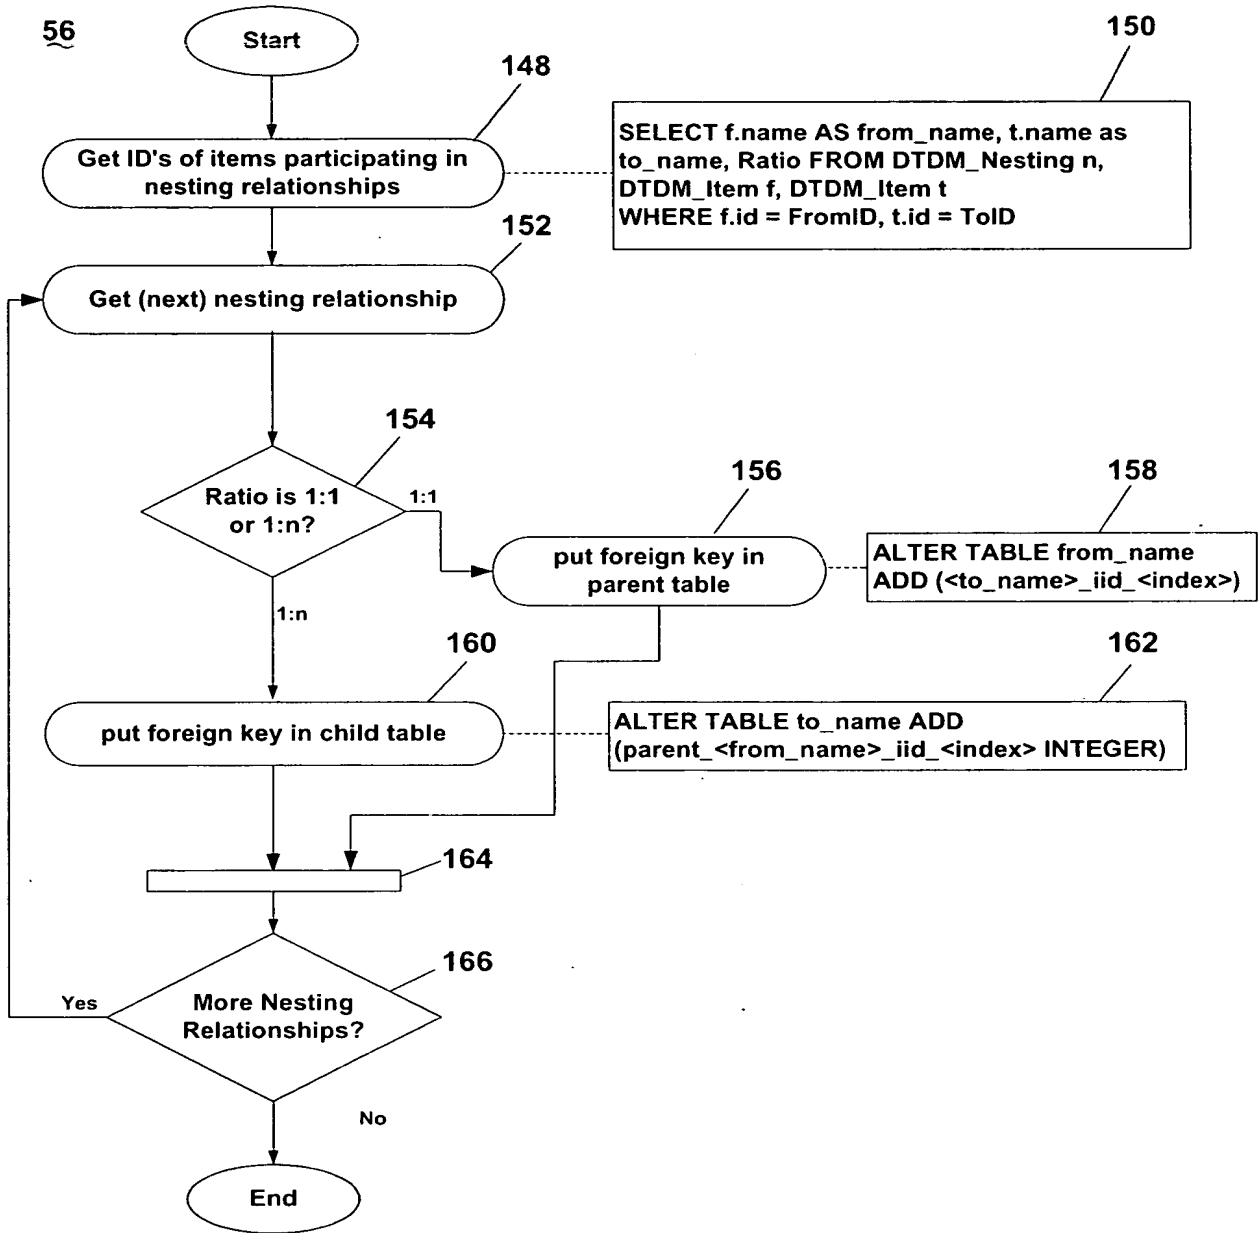 56
Start
148
150
Get ID's of items participating in
nesting relationships
SELECT f.name AS from_name, t.name as
to_name, Ratio FROM DTDM_Nesting n,
DTDM_Item f, DTDM_Item t
WHERE f.id = FromID, t.id = ToID
152
Get (next) nesting relationship
154
Ratio is 1:1
or 1:n?
1:1
1:n
156
put foreign key in
parent table
158
ALTER TABLE from_name
ADD (<to_name>_iid_<index>)
160
put foreign key in child table
162
ALTER TABLE to_name ADD
(parent_<from_name>_iid_<index> INTEGER)
164
166
More Nesting
Relationships?
Yes
No
End